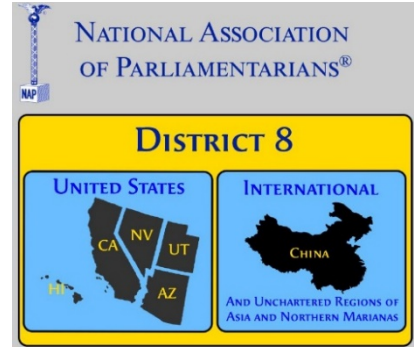 NATIONAL ASSOCIATION
OF PARLIAMENTARIANS®
NAP
DISTRICT 8
UNITED STATES
CA
NV
UT
AZ
HI
INTERNATIONAL
CHINA
AND UNCHARTERED REGIONS OF
ASIA AND NORTHERN MARIANAS